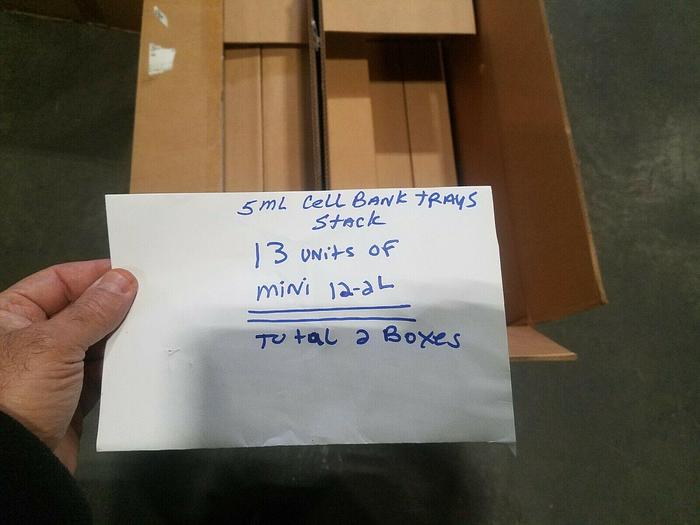 5mL Cell Bank Trays
Stack
13 units of
mini 12-2L
Total 2 Boxes